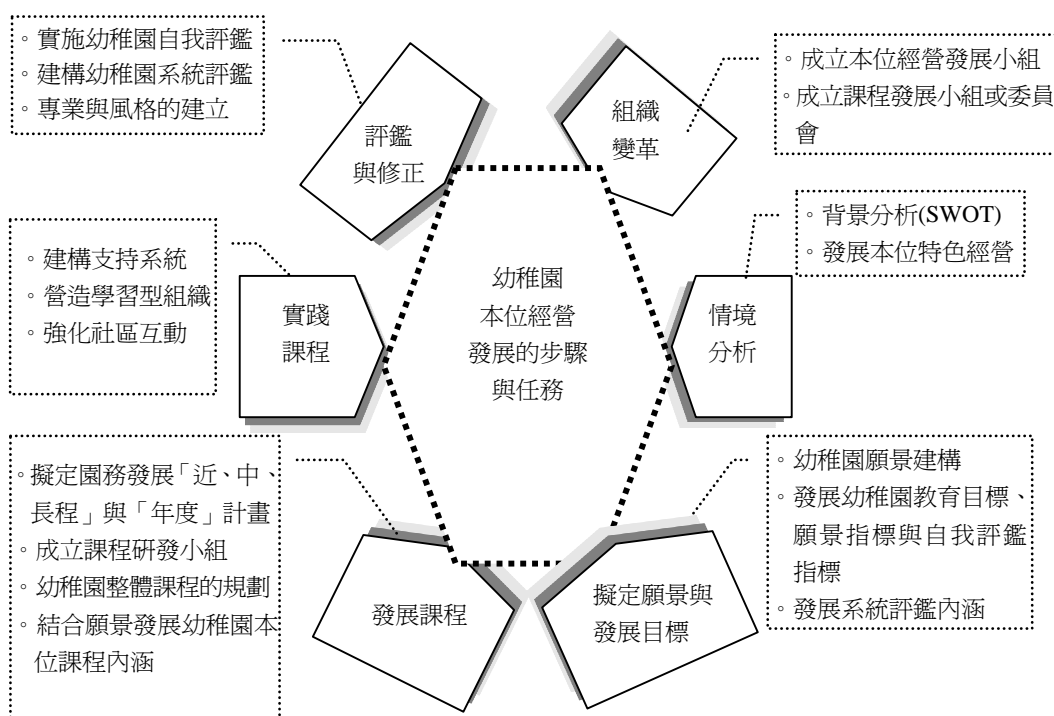 。實施幼稚園自我評鑑
。建構幼稚園系統評鑑
。專業與風格的建立
評鑑
與修正
組織
變革
。成立本位經營發展小組
。成立課程發展小組或委員
會
。背景分析(SWOT)
。發展本位特色經營
情境
分析
幼稚園
本位經營
發展的步驟
與任務
。建構支持系統
。營造學習型組織
。強化社區互動
實踐
課程
。擬定園務發展「近、中、
長程」與「年度」計畫
。成立課程研發小組
。幼稚園整體課程的規劃
。結合願景發展幼稚園本
位課程內涵
發展課程
擬定願景與
發展目標
。幼稚園願景建構
。發展幼稚園教育目標、
願景指標與自我評鑑
指標
。發展系統評鑑內涵